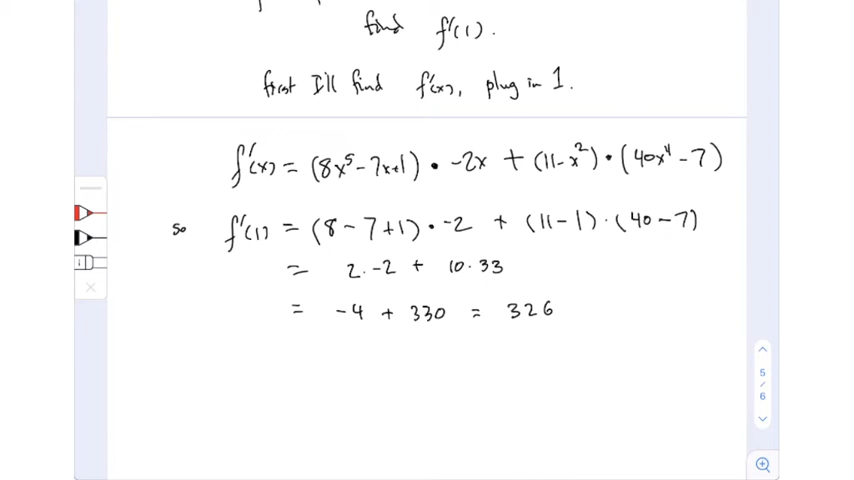 find f'(1).
first I'll find f'(x), plug in 1.
f'(x) = (8x⁵ - 7x+1) • -2x + (11-x²) • (40x⁴ - 7)
so f'(1) = (8 - 7+1) • -2 + (11-1) · (40-7)
= 2·-2 + 10·33
= -4 + 330 = 326
5
/
6